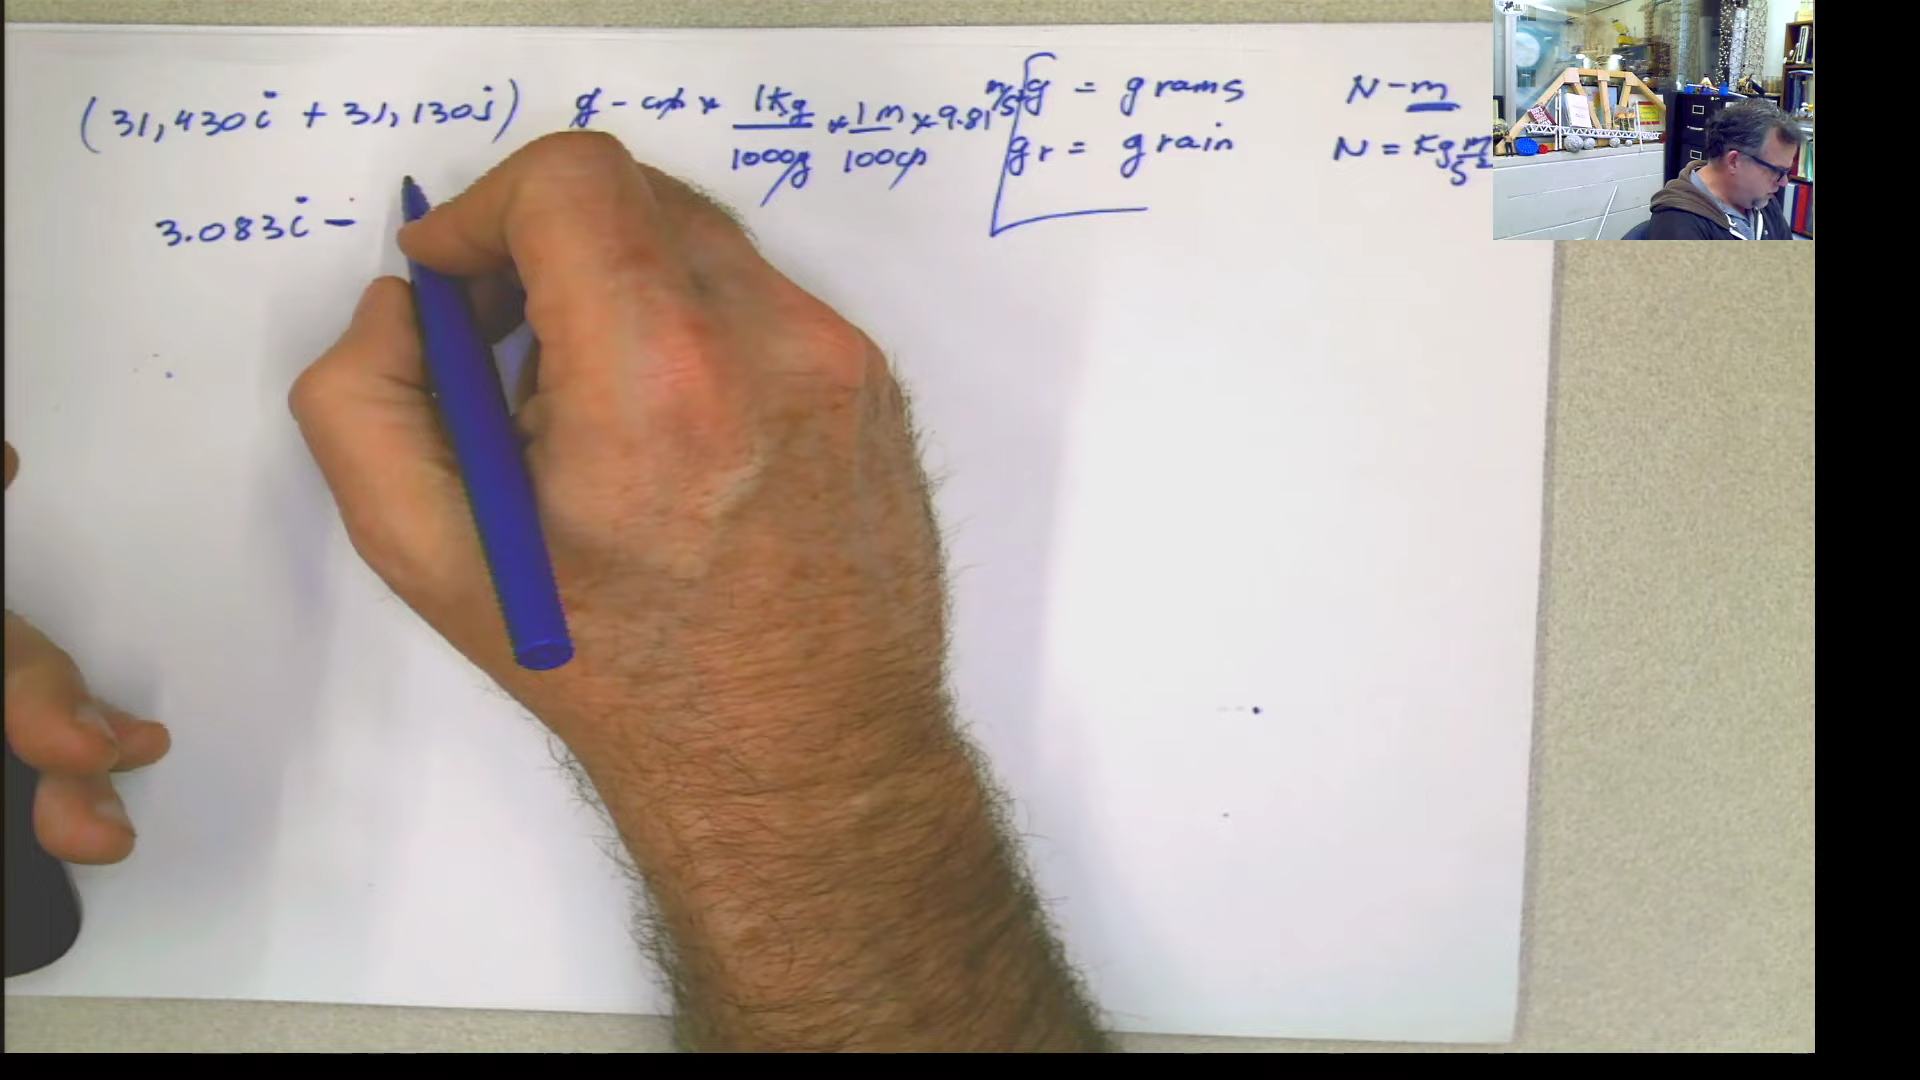 (31,430i + 31,130j) g - cm × 1Kg/1000g × 1m/100cm × 9.81 m/s²
g = grams
gr = grain
N-m
N = Kg m/s²
3.083i -